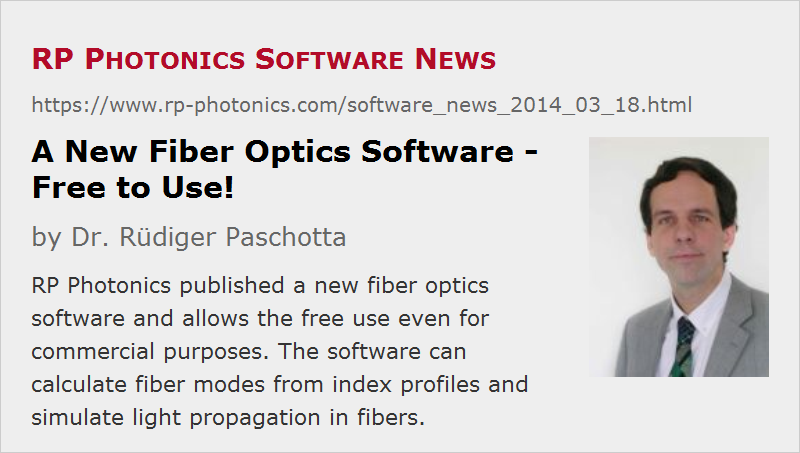 RP Photonics Software News
https://www.rp-photonics.com/software_news_2014_03_18.html
A New Fiber Optics Software -
Free to Use!
by Dr. Rüdiger Paschotta
RP Photonics published a new fiber optics
software and allows the free use even for
commercial purposes. The software can
calculate fiber modes from index profiles and
simulate light propagation in fibers.